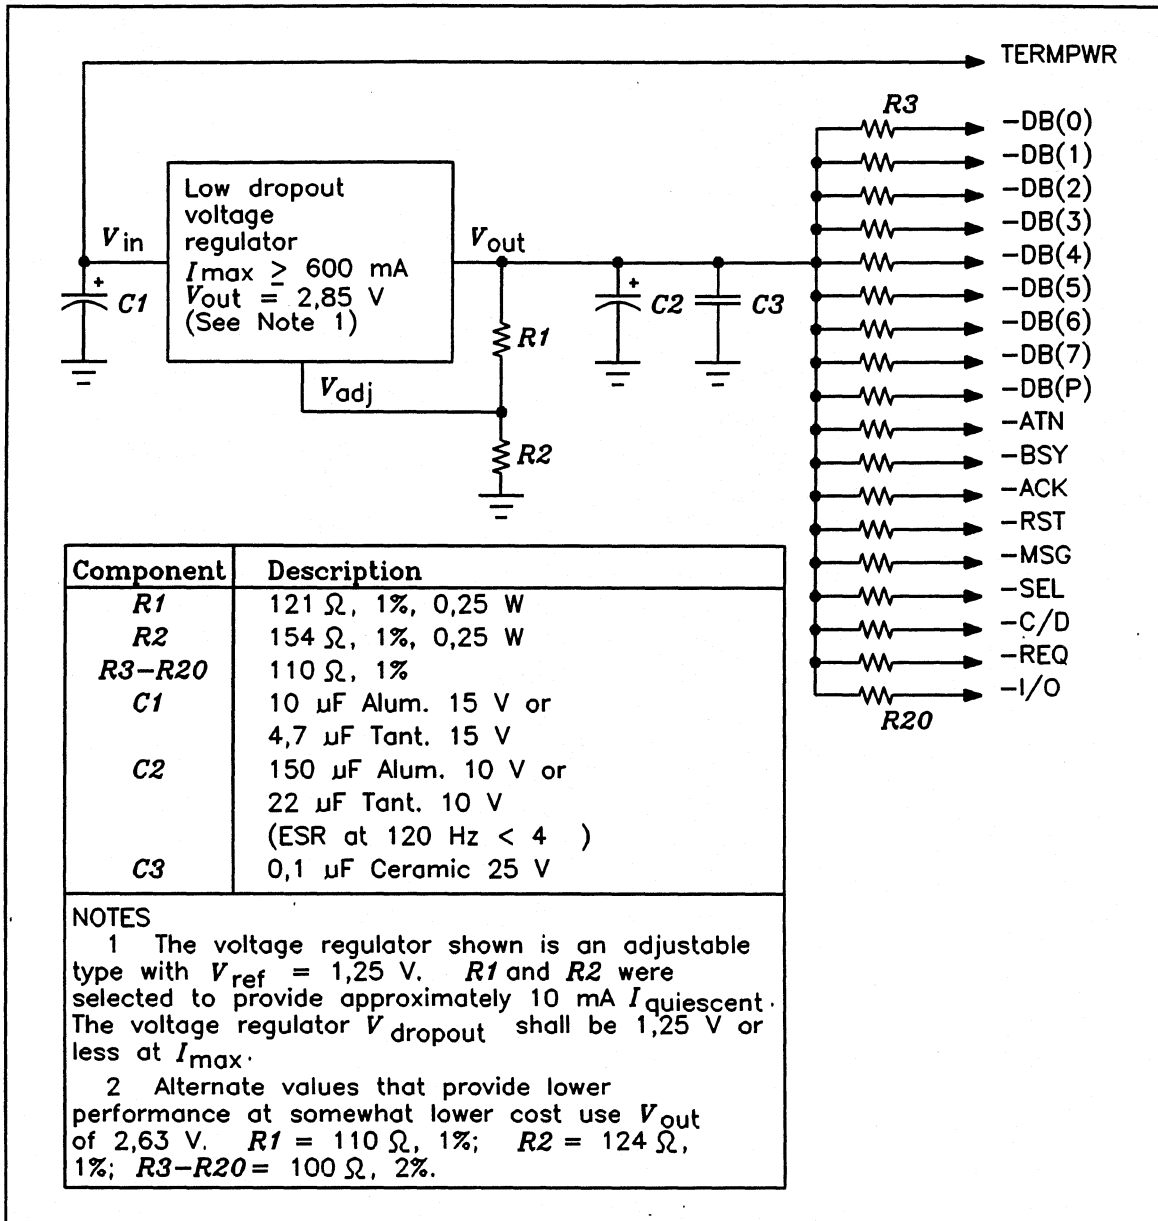 TERMPWR
R3
-DB(0)
-DB(1)
-DB(2)
-DB(3)
-DB(4)
-DB(5)
-DB(6)
-DB(7)
-DB(P)
-ATN
-BSY
-ACK
-RST
-MSG
-SEL
-C/D
-REQ
-I/O
R20
Low dropout
voltage
regulator
Imax ≥ 600 mA
Vout = 2,85 V
(See Note 1)
Vin
Vout
+
C1
+
C2
C3
R1
Vadj
R2
Component Description
R1 121 Ω, 1%, 0,25 W
R2 154 Ω, 1%, 0,25 W
R3-R20 110 Ω, 1%
C1 10 µF Alum. 15 V or
4,7 µF Tant. 15 V
C2 150 µF Alum. 10 V or
22 µF Tant. 10 V
(ESR at 120 Hz < 4 )
C3 0,1 µF Ceramic 25 V
NOTES
1 The voltage regulator shown is an adjustable
type with Vref = 1,25 V. R1 and R2 were
selected to provide approximately 10 mA Iquiescent.
The voltage regulator Vdropout shall be 1,25 V or
less at Imax.
2 Alternate values that provide lower
performance at somewhat lower cost use Vout
of 2,63 V. R1 = 110 Ω, 1%; R2 = 124 Ω,
1%; R3-R20 = 100 Ω, 2%.